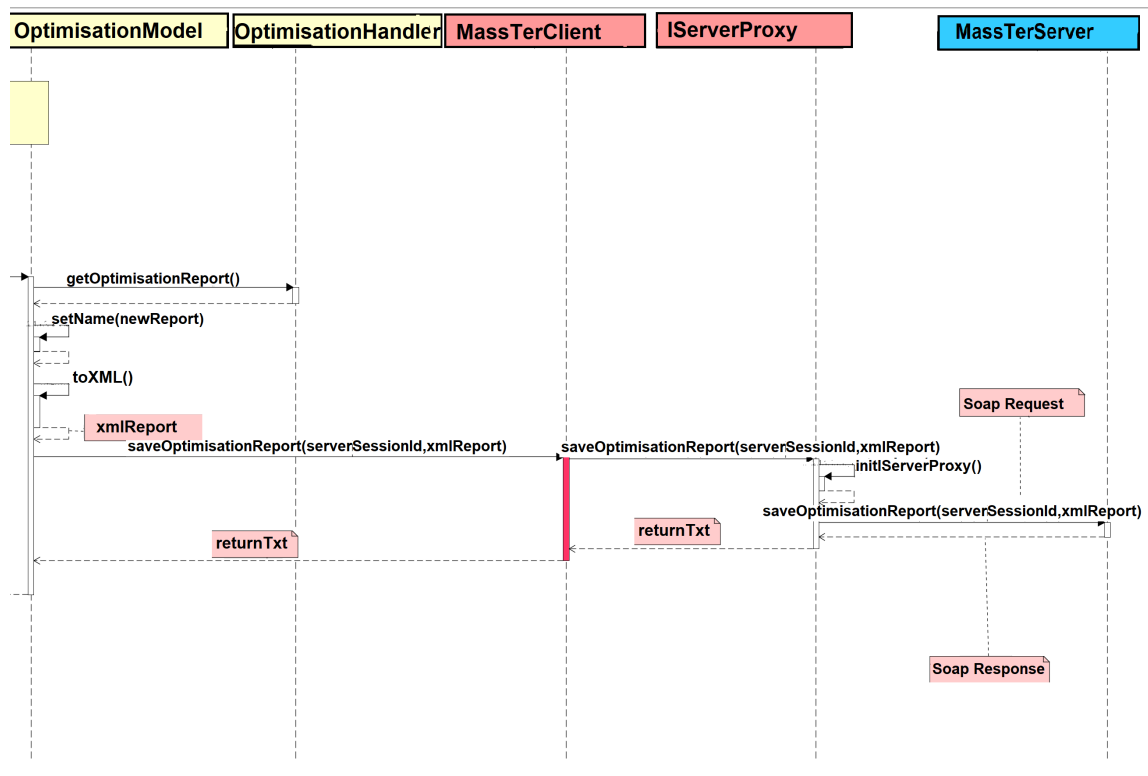 OptimisationModel
OptimisationHandler
MassTerClient
IServerProxy
MassTerServer
getOptimisationReport()
setName(newReport)
toXML()
xmlReport
Soap Request
saveOptimisationReport(serverSessionId,xmlReport)
saveOptimisationReport(serverSessionId,xmlReport)
initIServerProxy()
saveOptimisationReport(serverSessionId,xmlReport)
returnTxt
returnTxt
Soap Response